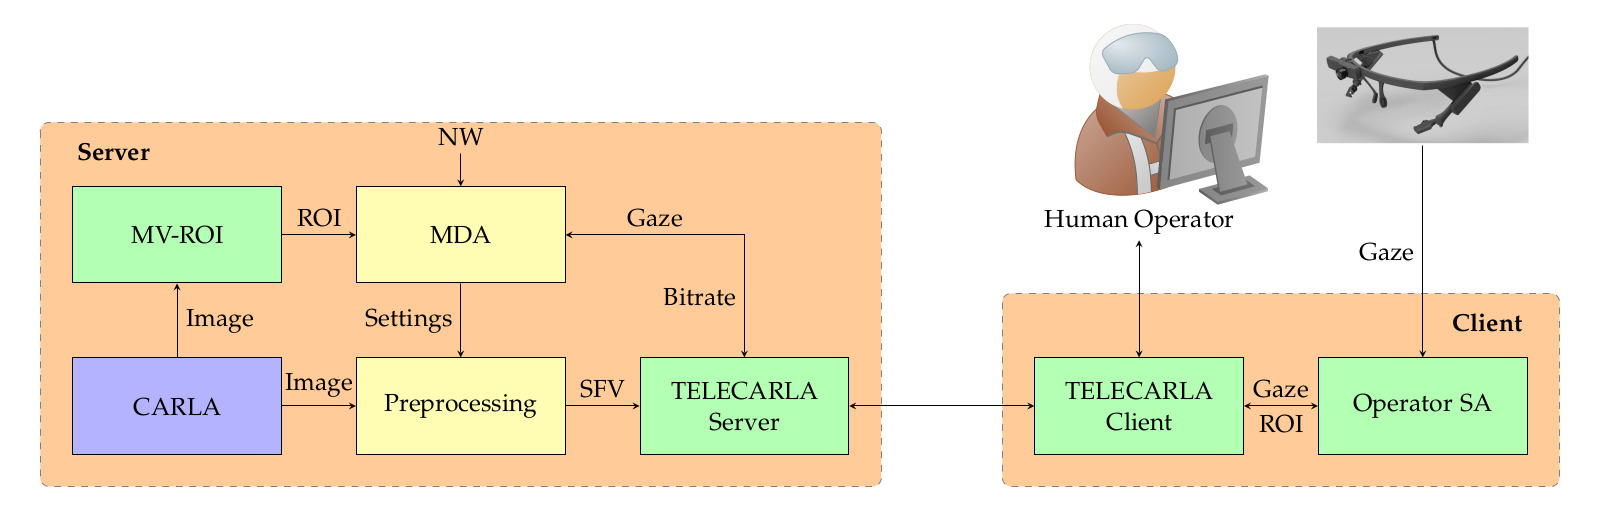 NW
Server
MV-ROI
ROI
MDA
Gaze
Bitrate
Image
Settings
CARLA
Image
Preprocessing
SFV
TELECARLA
Server
Human Operator
Gaze
Client
TELECARLA
Client
Gaze
ROI
Operator SA